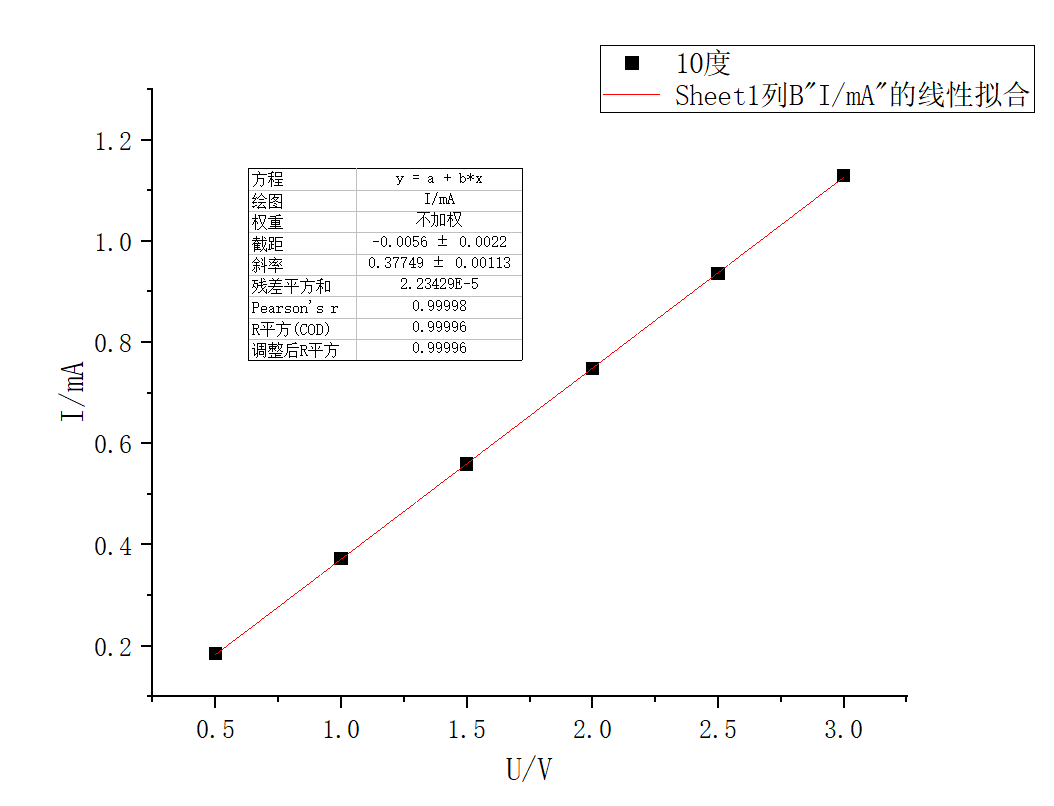 10度
Sheet1列B"I/mA"的线性拟合
方程 y = a + b*x
绘图 I/mA
权重 不加权
截距 -0.0056 ± 0.0022
斜率 0.37749 ± 0.00113
残差平方和 2.23429E-5
Pearson's r 0.99998
R平方(COD) 0.99996
调整后R平方 0.99996
1.2
1.0
0.8
0.6
0.4
0.2
I/mA
0.5 1.0 1.5 2.0 2.5 3.0
U/V